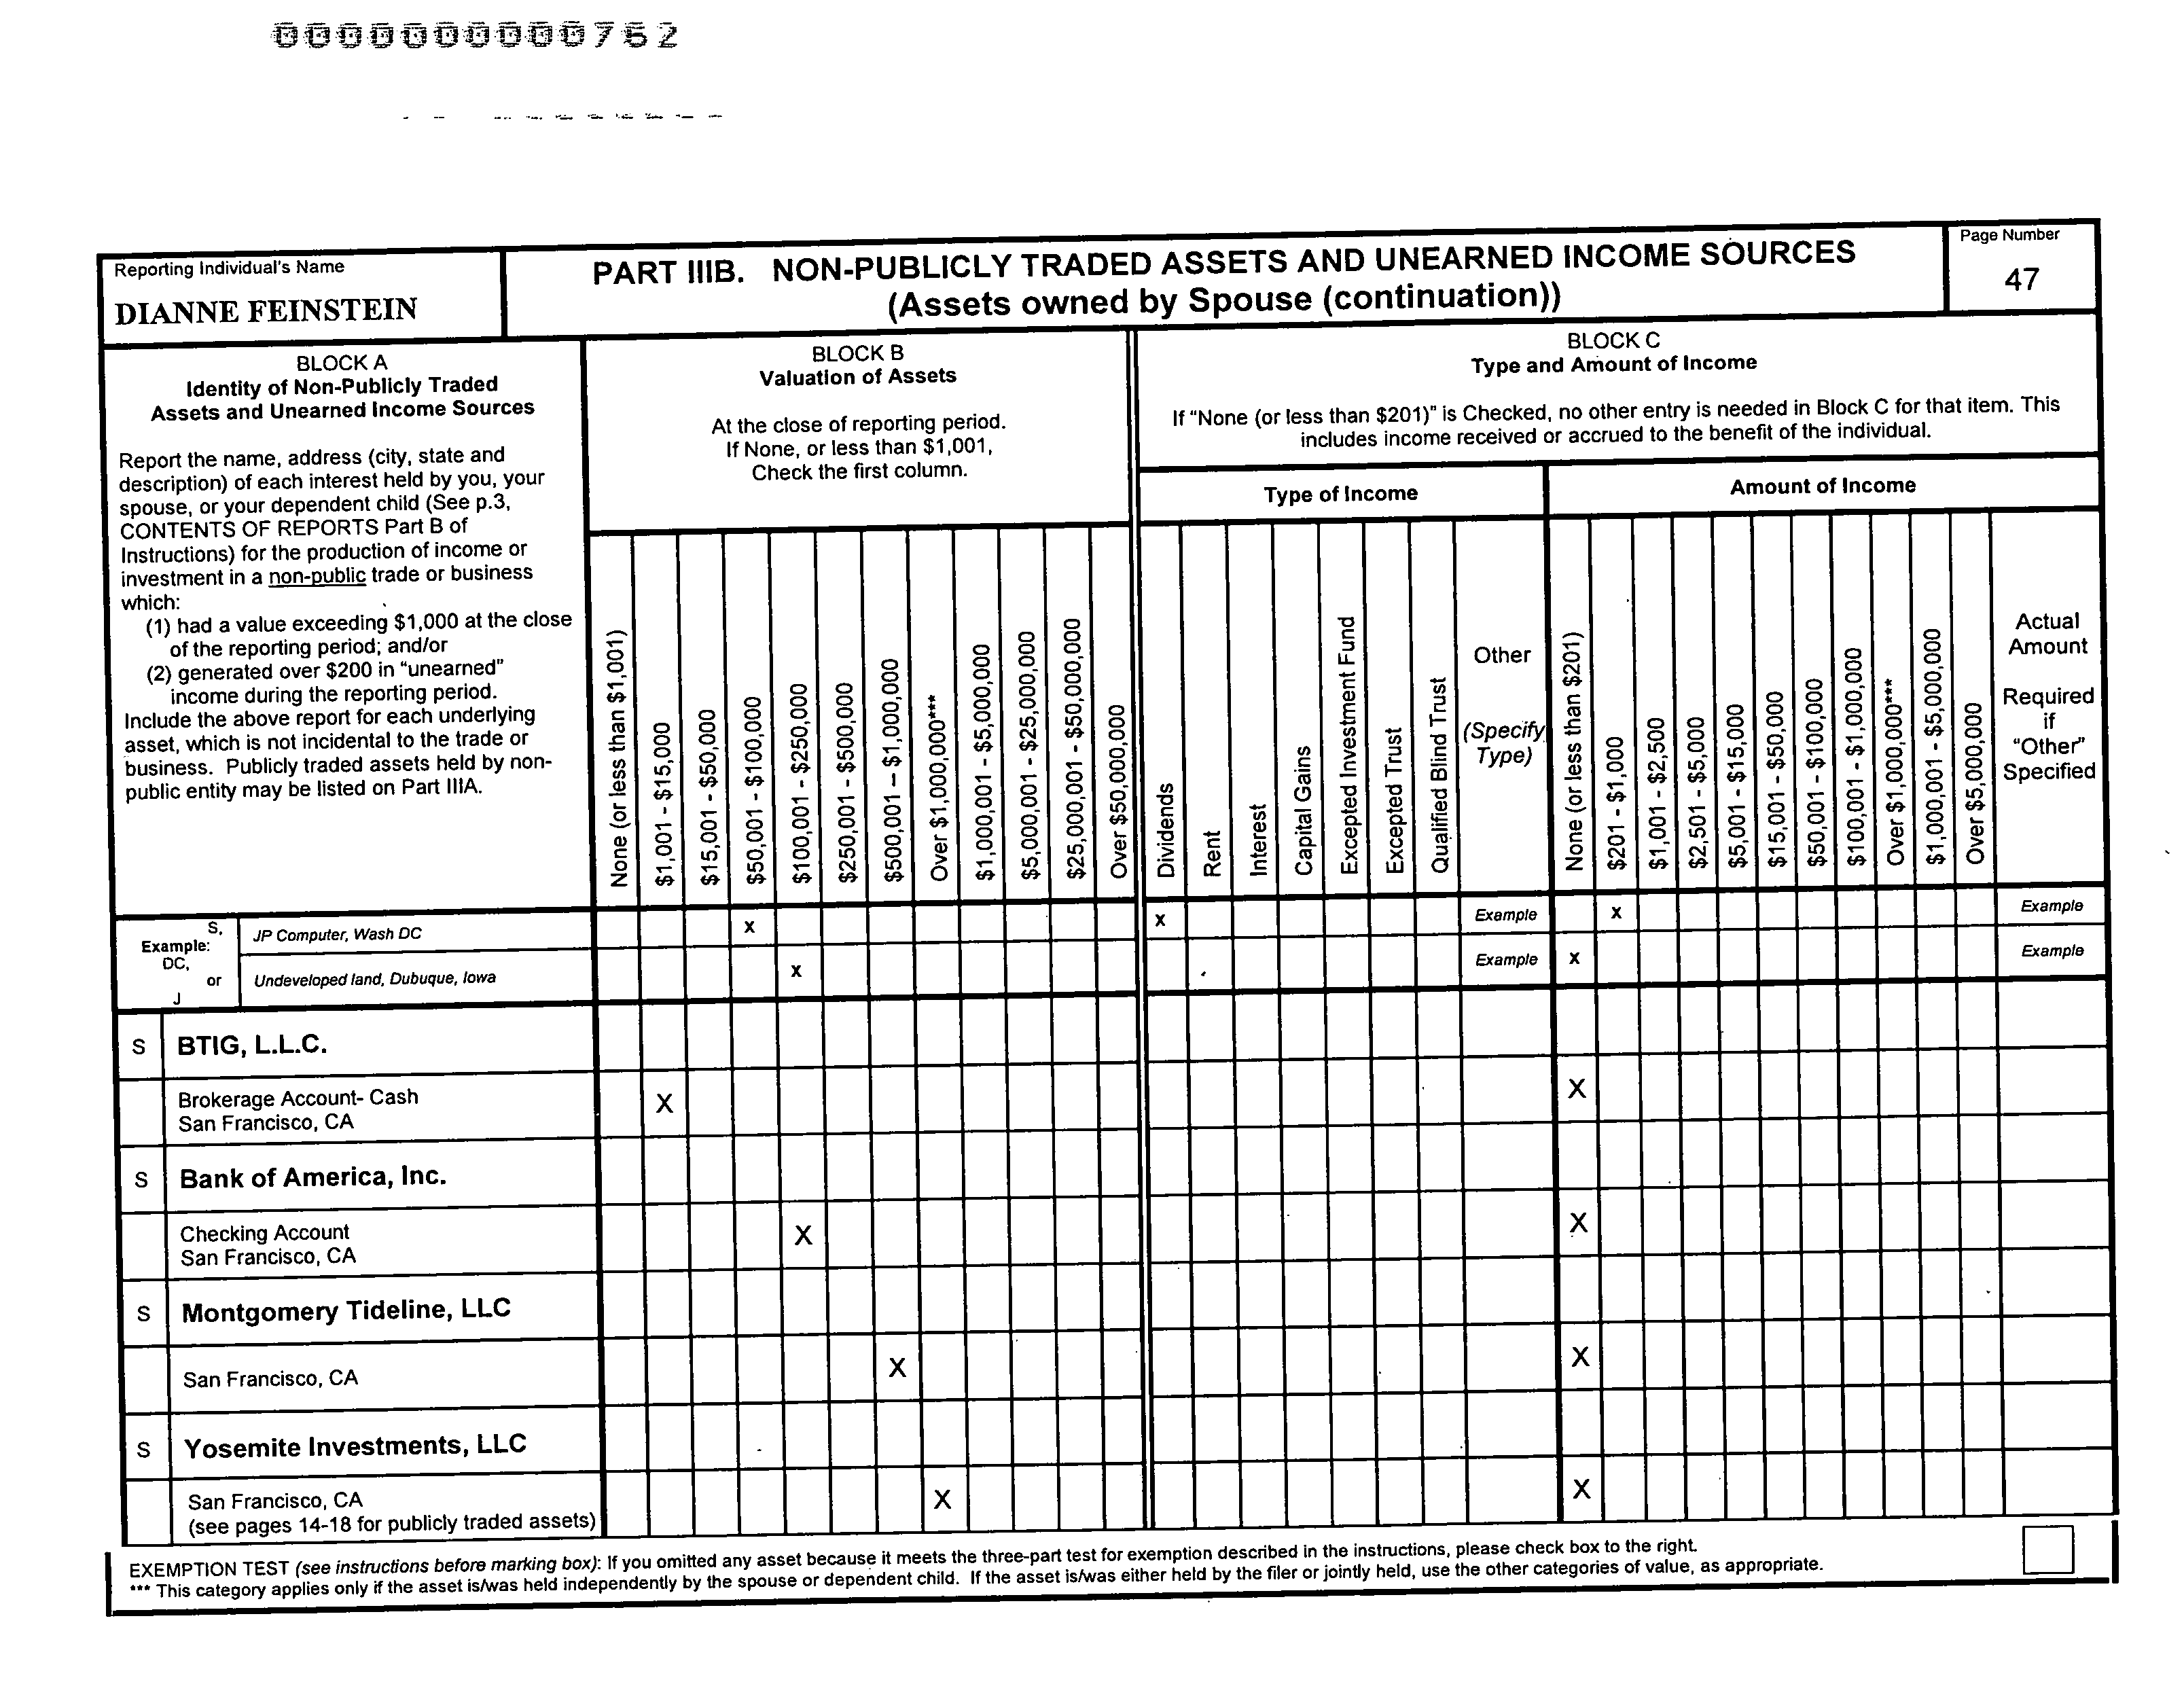 0000000000762
Reporting Individual's Name
DIANNE FEINSTEIN
PART IIIB. NON-PUBLICLY TRADED ASSETS AND UNEARNED INCOME SOURCES
(Assets owned by Spouse (continuation))
Page Number
47
BLOCK A
Identity of Non-Publicly Traded
Assets and Unearned Income Sources
Report the name, address (city, state and
description) of each interest held by you, your
spouse, or your dependent child (See p.3,
CONTENTS OF REPORTS Part B of
Instructions) for the production of income or
investment in a non-public trade or business
which:
(1) had a value exceeding $1,000 at the close
of the reporting period; and/or
(2) generated over $200 in "unearned"
income during the reporting period.
Include the above report for each underlying
asset, which is not incidental to the trade or
business. Publicly traded assets held by non-
public entity may be listed on Part IIIA.
BLOCK B
Valuation of Assets
At the close of reporting period.
If None, or less than $1,001,
Check the first column.
BLOCK C
Type and Amount of Income
If "None (or less than $201)" is Checked, no other entry is needed in Block C for that item. This
includes income received or accrued to the benefit of the individual.
Type of Income
Amount of Income
None (or less than $1,001)
$1,001 - $15,000
$15,001 - $50,000
$50,001 - $100,000
$100,001 - $250,000
$250,001 - $500,000
$500,001 – $1,000,000
Over $1,000,000***
$1,000,001 - $5,000,000
$5,000,001 - $25,000,000
$25,000,001 - $50,000,000
Over $50,000,000
Dividends
Rent
Interest
Capital Gains
Excepted Investment Fund
Excepted Trust
Qualified Blind Trust
Other
(Specify
Type)
None (or less than $201)
$201 - $1,000
$1,001 - $2,500
$2,501 - $5,000
$5,001 - $15,000
$15,001 - $50,000
$50,001 - $100,000
$100,001 - $1,000,000
Over $1,000,000***
$1,000,001 - $5,000,000
Over $5,000,000
Actual
Amount
Required
if
"Other"
Specified
S,
Example:
DC,
or
J
JP Computer, Wash DC x x Example x Example
Undeveloped land, Dubuque, Iowa x Example x Example
S BTIG, L.L.C.
Brokerage Account- Cash
San Francisco, CA X X
S Bank of America, Inc.
Checking Account
San Francisco, CA X X
S Montgomery Tideline, LLC
San Francisco, CA X X
S Yosemite Investments, LLC
San Francisco, CA X X
(see pages 14-18 for publicly traded assets)
EXEMPTION TEST (see instructions before marking box): If you omitted any asset because it meets the three-part test for exemption described in the instructions, please check box to the right.
*** This category applies only if the asset is/was held independently by the spouse or dependent child. If the asset is/was either held by the filer or jointly held, use the other categories of value, as appropriate.